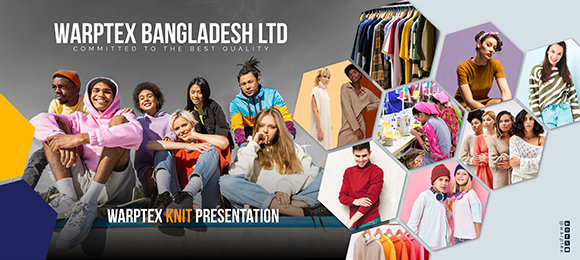 WARPTEX BANGLADESH LTD
COMMITTED TO THE BEST QUALITY
WARPTEX KNIT PRESENTATION